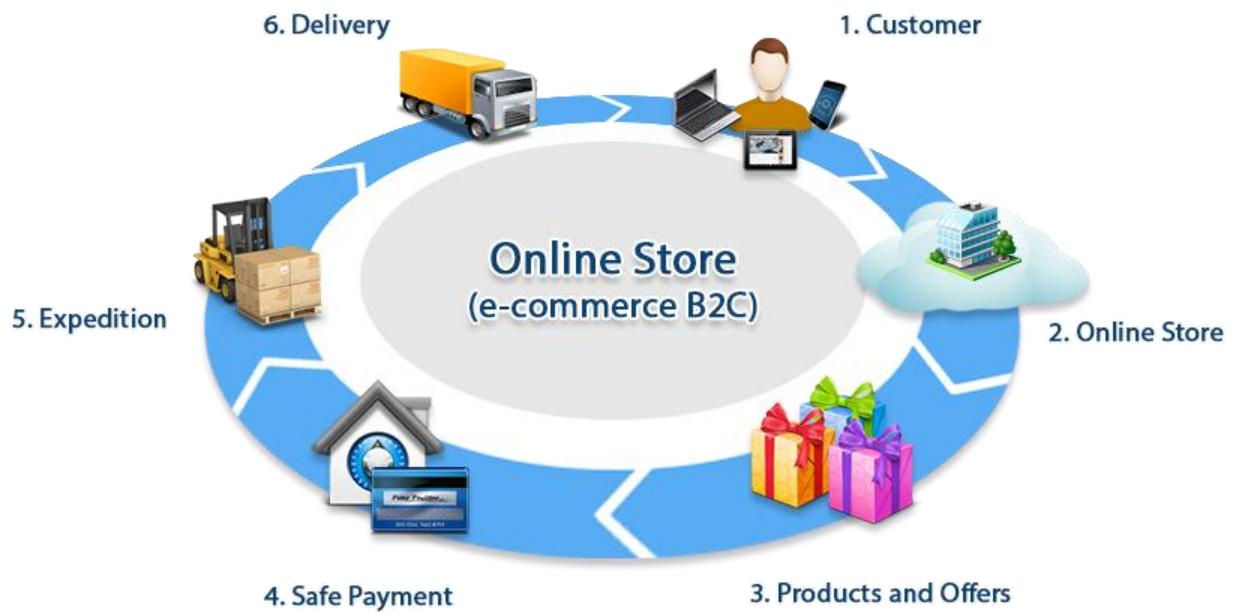 6. Delivery
1. Customer
Online Store
(e-commerce B2C)
5. Expedition
2. Online Store
4. Safe Payment
3. Products and Offers